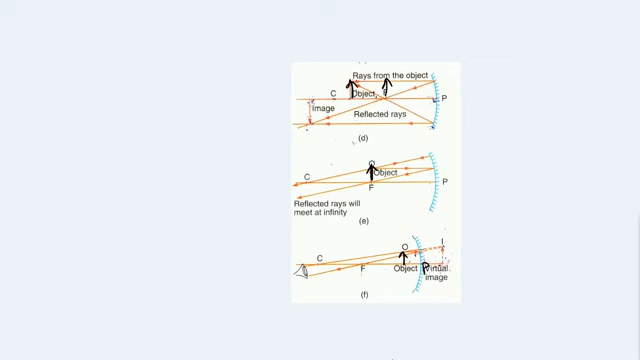 Rays from the object
C Object P
Image
Reflected rays
(d)
O
C Object
F P
Reflected rays will
meet at infinity
(e)
O I
C F Object P Virtual
image
(f)